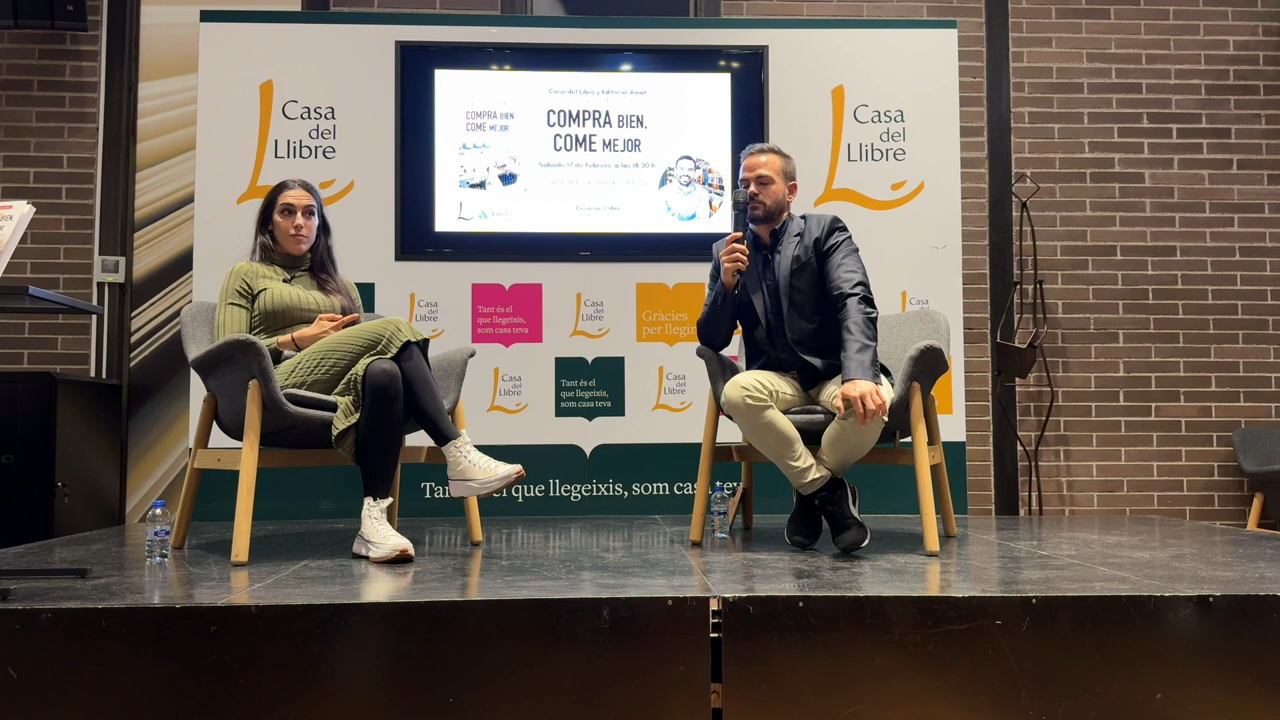 Casa
del
Llibre
Casa del Libro y Editorial Amat
COMPRA BIEN
COME MEJOR
COMPRA BIEN,
COME MEJOR
Sábado 17 de Febrero a las 18:30 h
Casa
del
Llibre
BIEN
Casa
del
Llibre
Tant és el
que llegeixis,
som casa teva
Casa
del
Llibre
Gràcies
per llegir
Casa
del
Casa
del
Llibre
Tant és el
que llegeixis,
som casa teva
Casa
del
Llibre
Tant és el que llegeixis, som casa teva